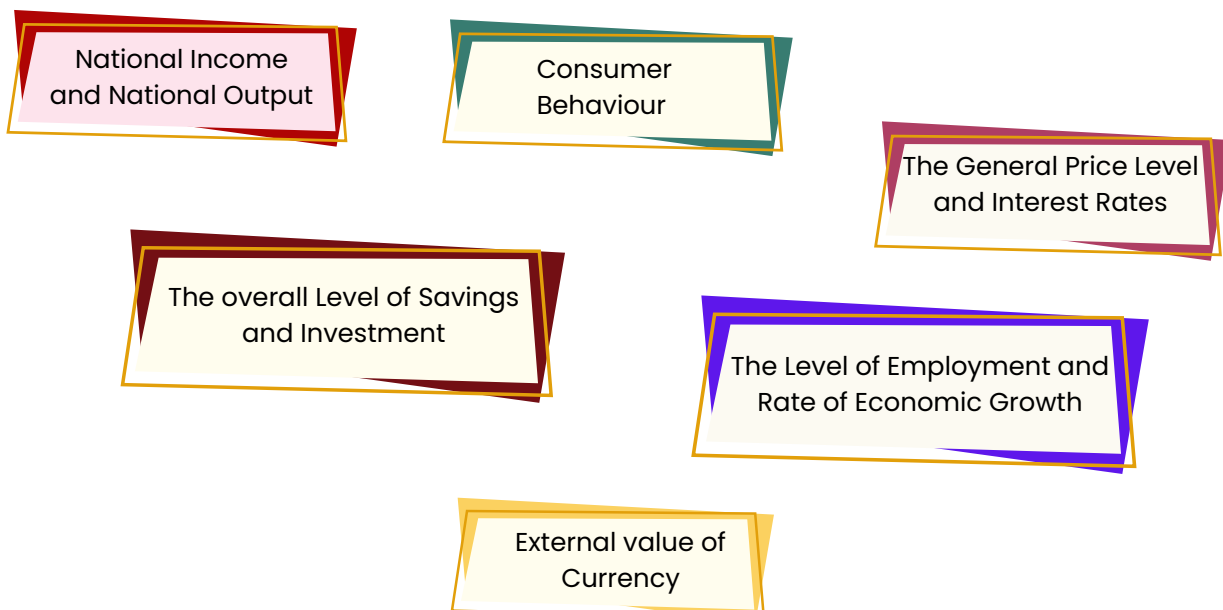 National Income
and National Output
Consumer
Behaviour
The General Price Level
and Interest Rates
The overall Level of Savings
and Investment
The Level of Employment and
Rate of Economic Growth
External value of
Currency